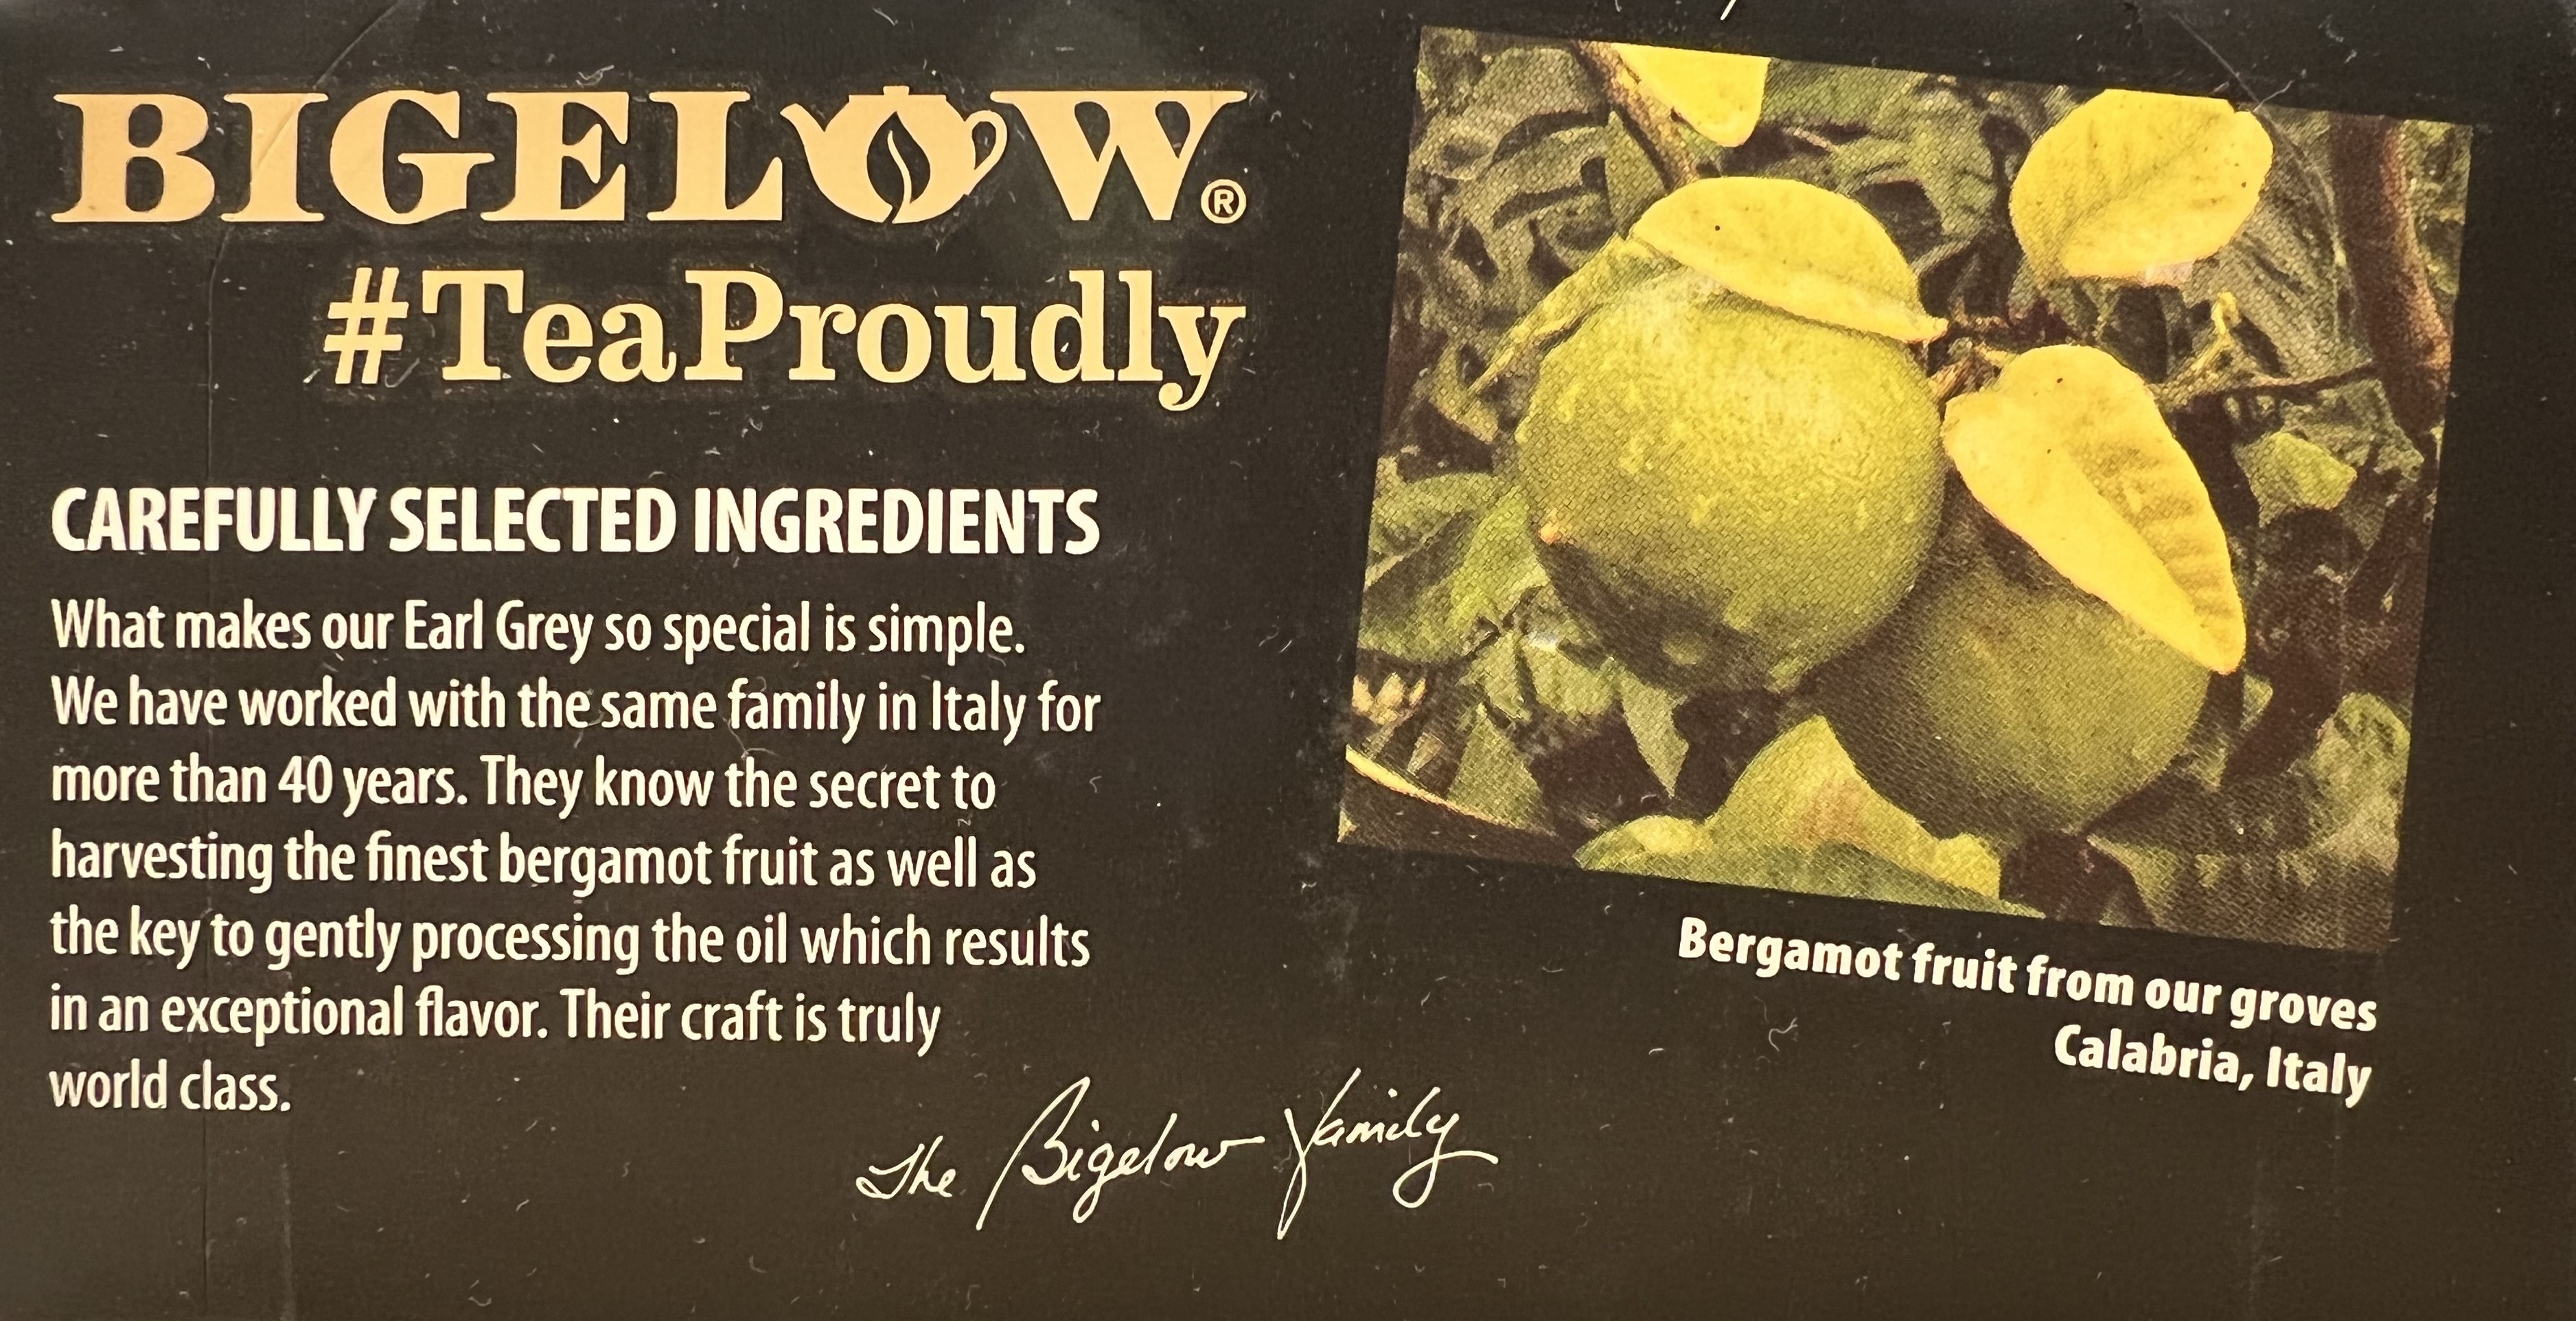 BIGELOW®
#TeaProudly
CAREFULLY SELECTED INGREDIENTS
What makes our Earl Grey so special is simple.
We have worked with the same family in Italy for
more than 40 years. They know the secret to
harvesting the finest bergamot fruit as well as
the key to gently processing the oil which results
in an exceptional flavor. Their craft is truly
world class.
The Bigelow Family
Bergamot fruit from our groves
Calabria, Italy